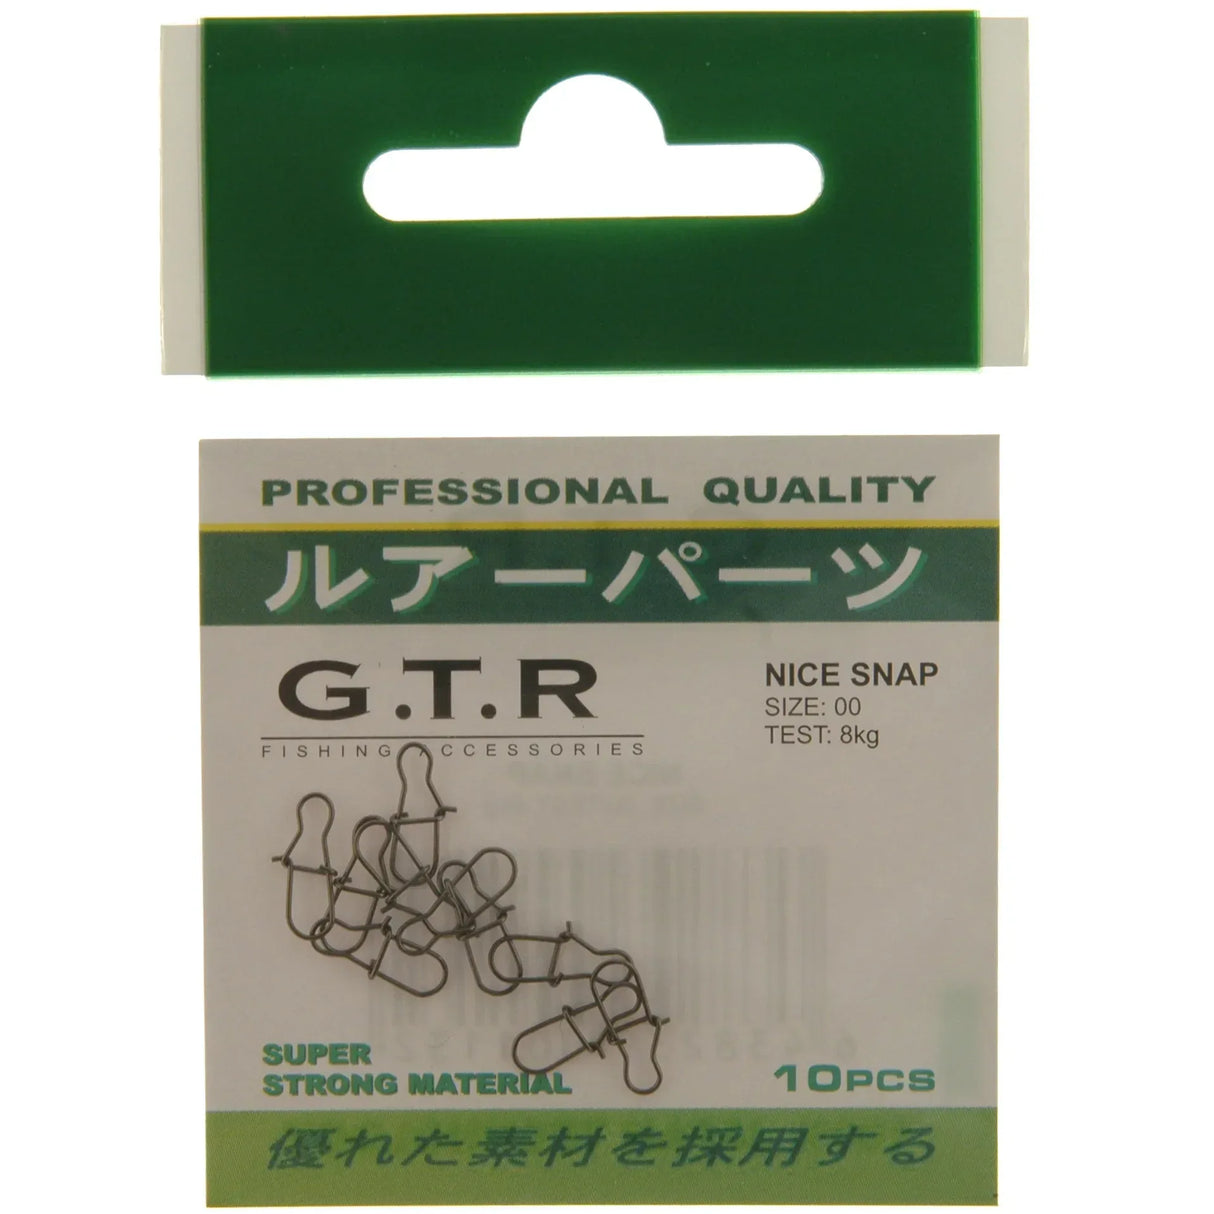 PROFESSIONAL QUALITY
ルアーパーツ
G.T.R
FISHING ACCESSORIES
NICE SNAP
SIZE: 00
TEST: 8kg
SUPER
STRONG MATERIAL
10PCS
優れた素材を採用する